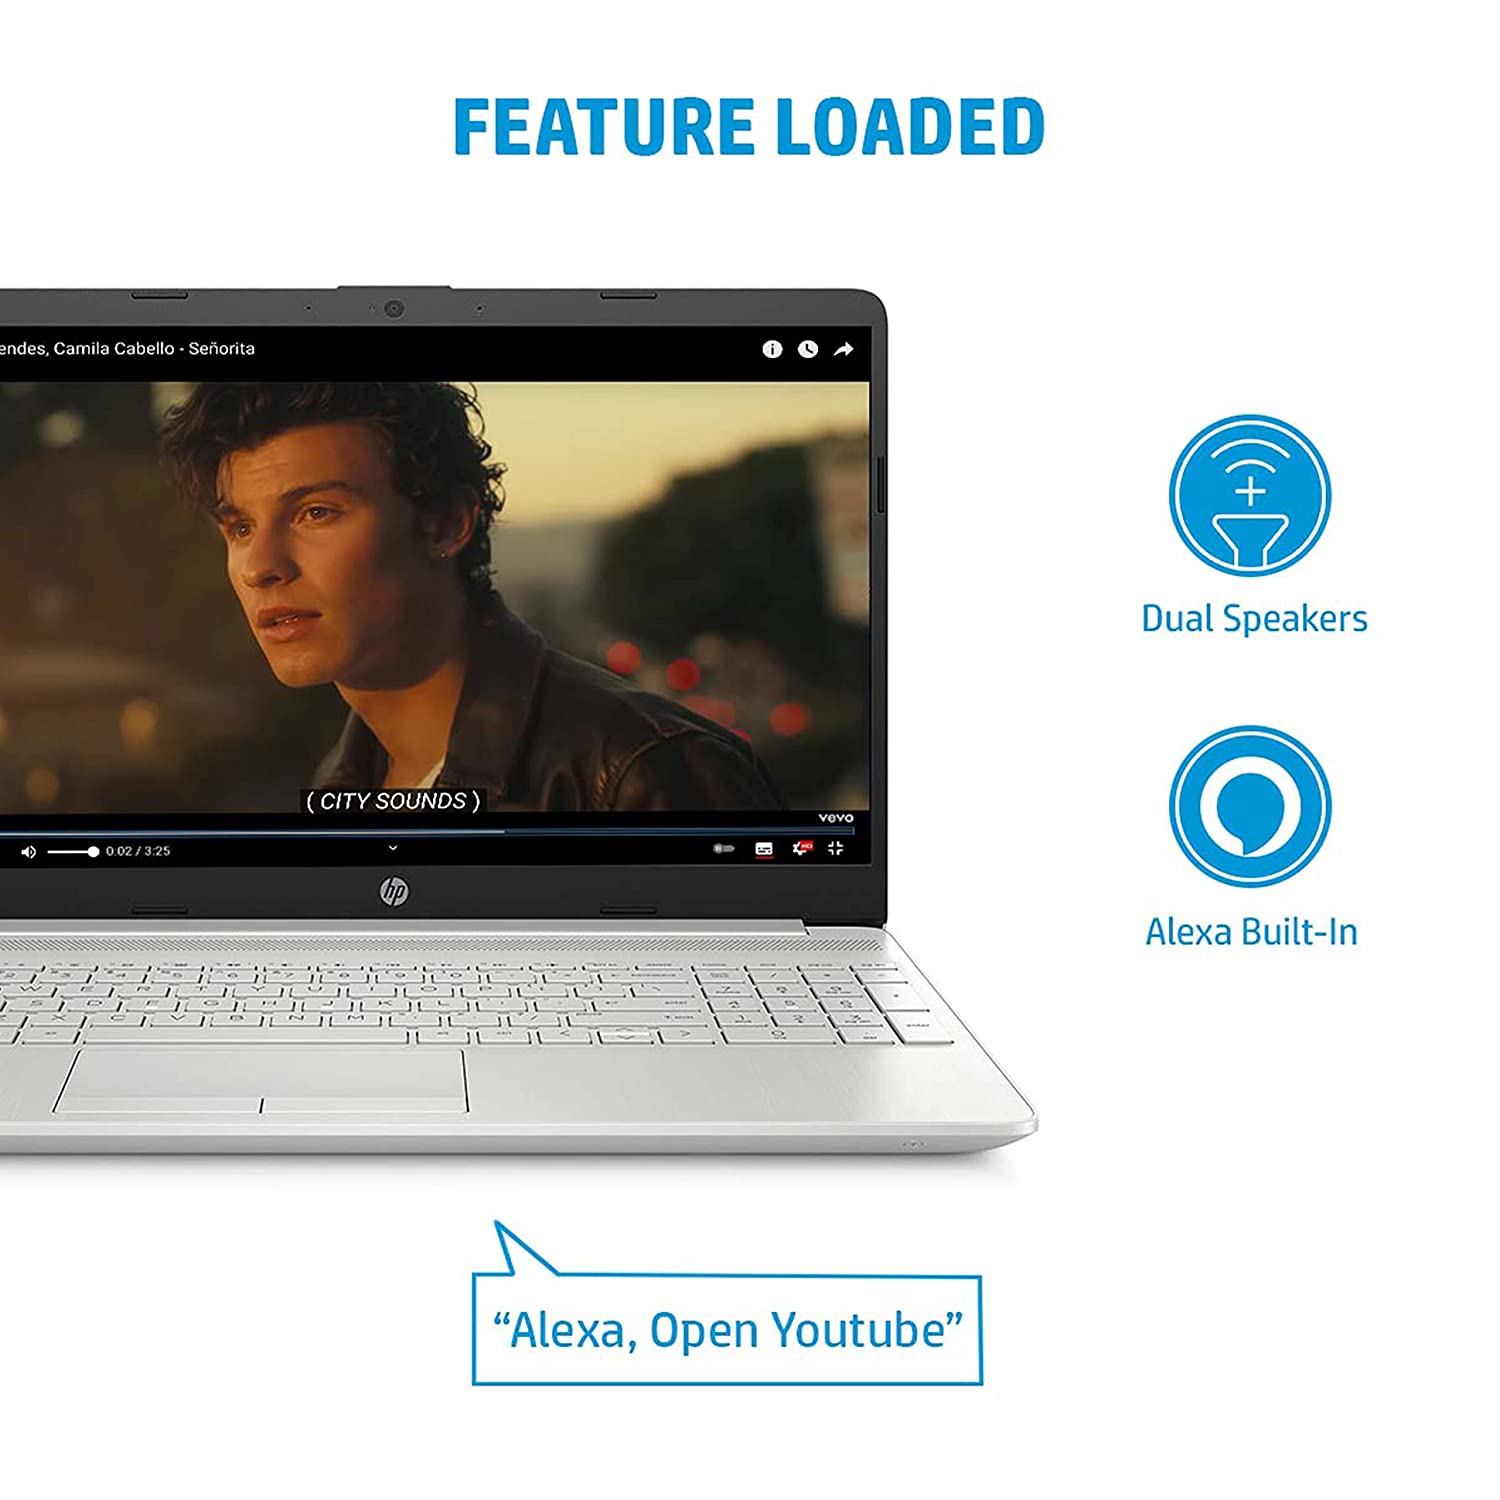 FEATURE LOADED
endes, Camila Cabello - Señorita
Dual Speakers
( CITY SOUNDS )
vevo
0:02 / 3:25
HD
hp
Alexa Built-In
“Alexa, Open Youtube”